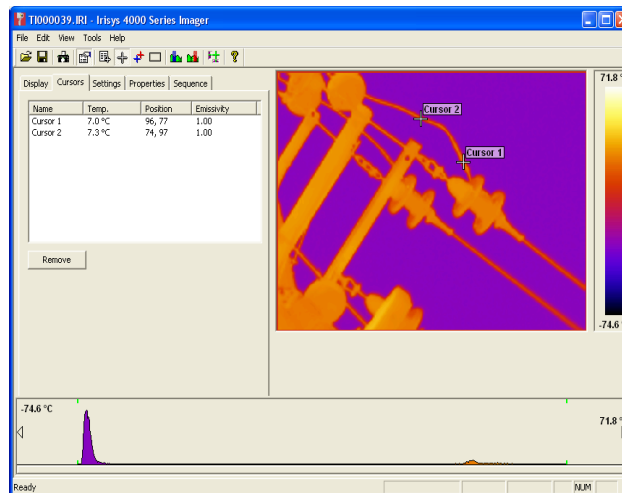 TI000039.IRI - Irisys 4000 Series Imager
File Edit View Tools Help
Display Cursors Settings Properties Sequence
Name Temp. Position Emissivity
Cursor 1 7.0 °C 96, 77 1.00
Cursor 2 7.3 °C 74, 97 1.00
Remove
Cursor 2
Cursor 1
71.8 °
-74.6 °
-74.6 °C
71.8 °
Ready NUM